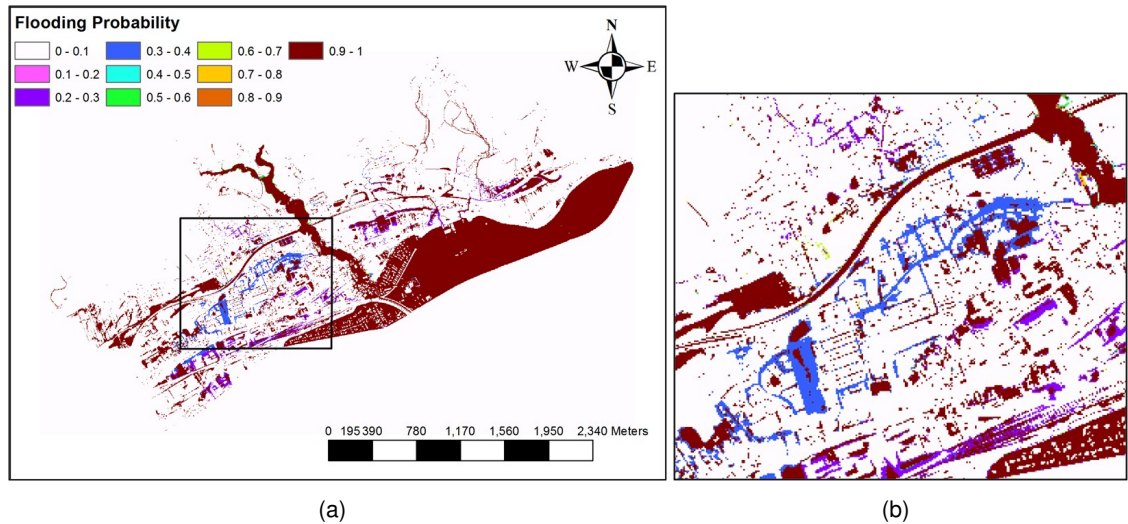 Flooding Probability
0 - 0.1 0.3 - 0.4 0.6 - 0.7 0.9 - 1
0.1 - 0.2 0.4 - 0.5 0.7 - 0.8
0.2 - 0.3 0.5 - 0.6 0.8 - 0.9
N
W E
S
0 195390 780 1,170 1,560 1,950 2,340 Meters
(a) (b)